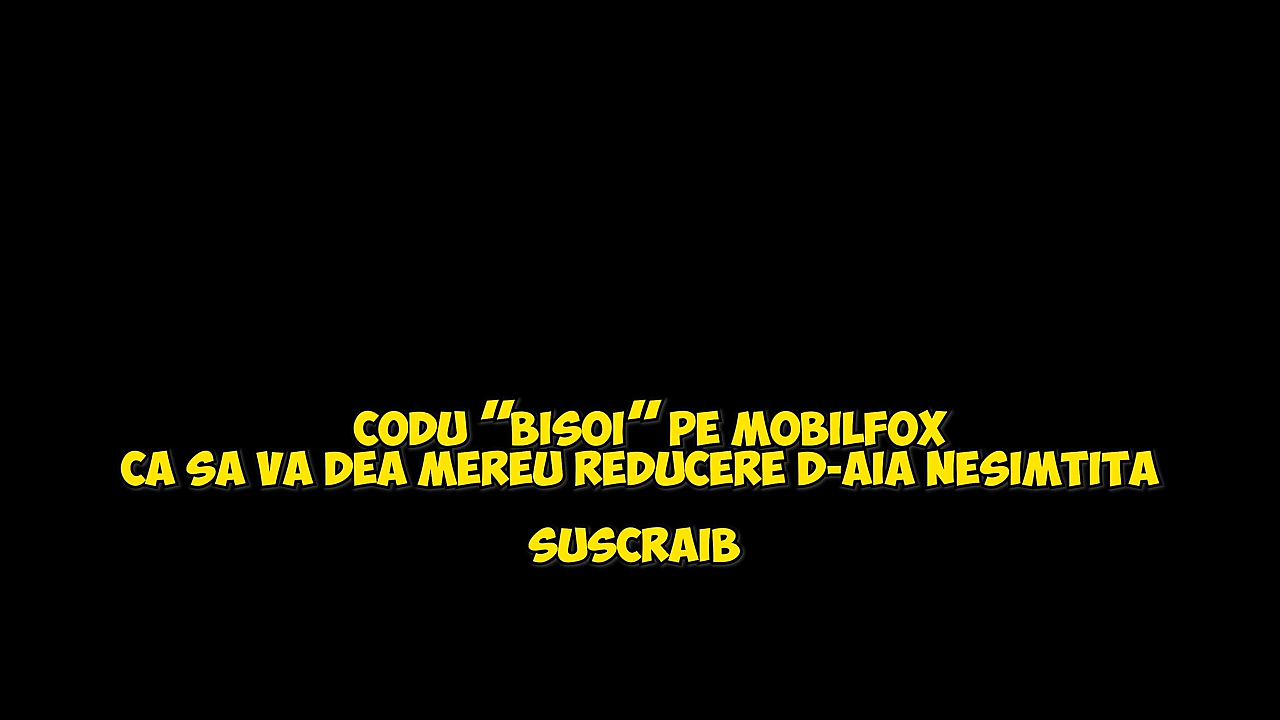 CODU "BISOI" PE MOBILFOX
CA SA VA DEA MEREU REDUCERE D-AIA NESIMTITA
SUSCRAIB